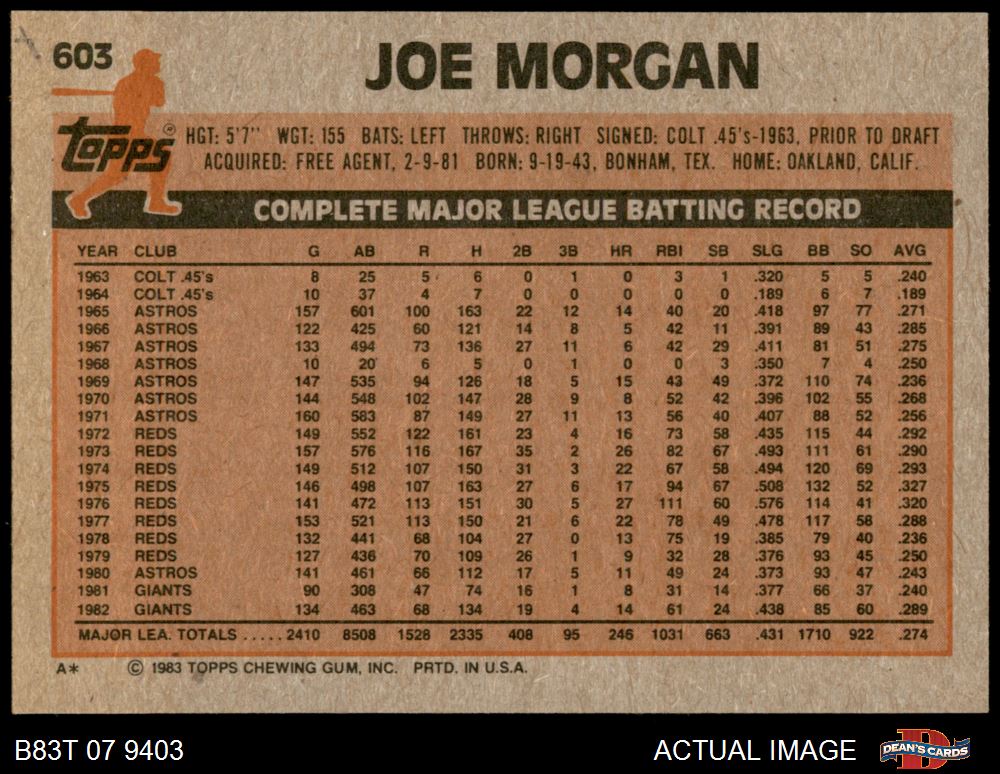 603
JOE MORGAN
topps®
HGT: 5'7" WGT: 155 BATS: LEFT THROWS: RIGHT SIGNED: COLT .45's-1963, PRIOR TO DRAFT
ACQUIRED: FREE AGENT, 2-9-81 BORN: 9-19-43, BONHAM, TEX. HOME: OAKLAND, CALIF.
COMPLETE MAJOR LEAGUE BATTING RECORD
YEAR CLUB G AB R H 2B 3B HR RBI SB SLG BB SO AVG
1963 COLT .45's 8 25 5 6 0 1 0 3 1 .320 5 5 .240
1964 COLT .45's 10 37 4 7 0 0 0 0 0 .189 6 7 .189
1965 ASTROS 157 601 100 163 22 12 14 40 20 .418 97 77 .271
1966 ASTROS 122 425 60 121 14 8 5 42 11 .391 89 43 .285
1967 ASTROS 133 494 73 136 27 11 6 42 29 .411 81 51 .275
1968 ASTROS 10 20 6 5 0 1 0 0 3 .350 7 4 .250
1969 ASTROS 147 535 94 126 18 5 15 43 49 .372 110 74 .236
1970 ASTROS 144 548 102 147 28 9 8 52 42 .396 102 55 .268
1971 ASTROS 160 583 87 149 27 11 13 56 40 .407 88 52 .256
1972 REDS 149 552 122 161 23 4 16 73 58 .435 115 44 .292
1973 REDS 157 576 116 167 35 2 26 82 67 .493 111 61 .290
1974 REDS 149 512 107 150 31 3 22 67 58 .494 120 69 .293
1975 REDS 146 498 107 163 27 6 17 94 67 .508 132 52 .327
1976 REDS 141 472 113 151 30 5 27 111 60 .576 114 41 .320
1977 REDS 153 521 113 150 21 6 22 78 49 .478 117 58 .288
1978 REDS 132 441 68 104 27 0 13 75 19 .385 79 40 .236
1979 REDS 127 436 70 109 26 1 9 32 28 .376 93 45 .250
1980 ASTROS 141 461 66 112 17 5 11 49 24 .373 93 47 .243
1981 GIANTS 90 308 47 74 16 1 8 31 14 .377 66 37 .240
1982 GIANTS 134 463 68 134 19 4 14 61 24 .438 85 60 .289
MAJOR LEA. TOTALS ..... 2410 8508 1528 2335 408 95 246 1031 663 .431 1710 922 .274
A* © 1983 TOPPS CHEWING GUM, INC. PRTD. IN U.S.A.
B83T 07 9403 ACTUAL IMAGE DEAN'S CARDS